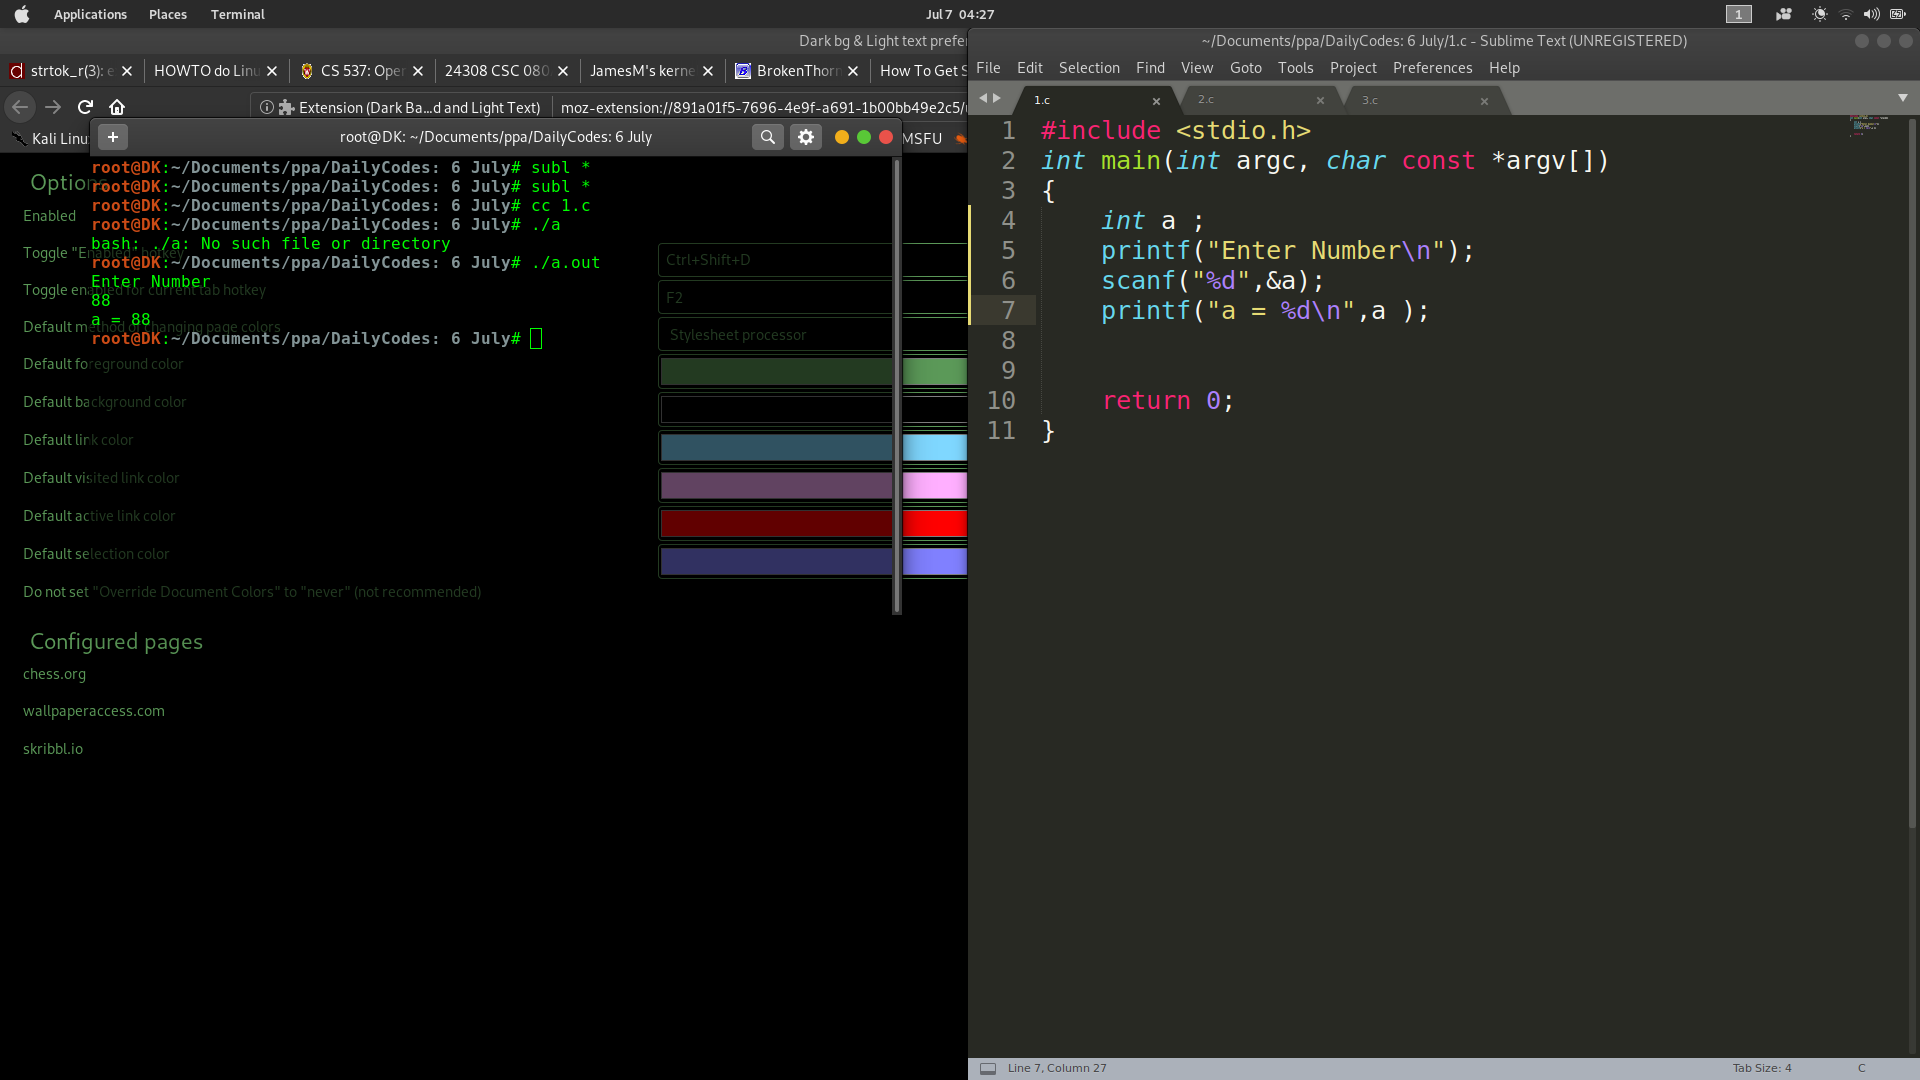 Applications Places Terminal
Jul 7 04:27
1
Dark bg & Light text prefe
strtok_r(3): e
HOWTO do Linu
CS 537: Oper
24308 CSC 080
JamesM's kerne
BrokenThorn
How To Get S
Extension (Dark Ba...d and Light Text)
moz-extension://891a01f5-7696-4e9f-a691-1b00bb49e2c5/
Kali Linu
MSFU
root@DK: ~/Documents/ppa/DailyCodes: 6 July
root@DK:~/Documents/ppa/DailyCodes: 6 July# subl *
root@DK:~/Documents/ppa/DailyCodes: 6 July# subl *
root@DK:~/Documents/ppa/DailyCodes: 6 July# cc 1.c
root@DK:~/Documents/ppa/DailyCodes: 6 July# ./a
bash: ./a: No such file or directory
root@DK:~/Documents/ppa/DailyCodes: 6 July# ./a.out
Enter Number
88
a = 88
root@DK:~/Documents/ppa/DailyCodes: 6 July#
Options
Enabled
Toggle "Enabled" hotkey
Ctrl+Shift+D
Toggle enabled for current tab hotkey
F2
Default method of changing page colors
Stylesheet processor
Default foreground color
Default background color
Default link color
Default visited link color
Default active link color
Default selection color
Do not set "Override Document Colors" to "never" (not recommended)
Configured pages
chess.org
wallpaperaccess.com
skribbl.io
~/Documents/ppa/DailyCodes: 6 July/1.c - Sublime Text (UNREGISTERED)
File Edit Selection Find View Goto Tools Project Preferences Help
1.c 2.c 3.c
1 #include <stdio.h>
2 int main(int argc, char const *argv[])
3 {
4 int a ;
5 printf("Enter Number\n");
6 scanf("%d",&a);
7 printf("a = %d\n",a );
8
9
10 return 0;
11 }
Line 7, Column 27
Tab Size: 4
C